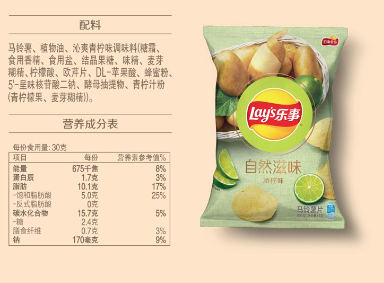 配料
马铃薯、植物油、沁爽青柠味调味料(糖霜、
食用香精、食用盐、结晶果糖、味精、麦芽
糊精、柠檬酸、欧芹片、DL-苹果酸、蜂蜜粉、
5'-呈味核苷酸二钠、酵母抽提物、青柠汁粉
(青柠檬果、麦芽糊精))。
营养成分表
每份食用量: 30克
项目 每份 营养素参考值%
能量 675千焦 8%
蛋白质 1.7克 3%
脂肪 10.1克 17%
-饱和脂肪酸 5.0克 25%
-反式脂肪酸 0克
碳水化合物 15.7克 5%
-糖 2.4克
膳食纤维 0.7克 3%
钠 170毫克 9%
Lay's乐事
自然滋味
青柠味
马铃薯片